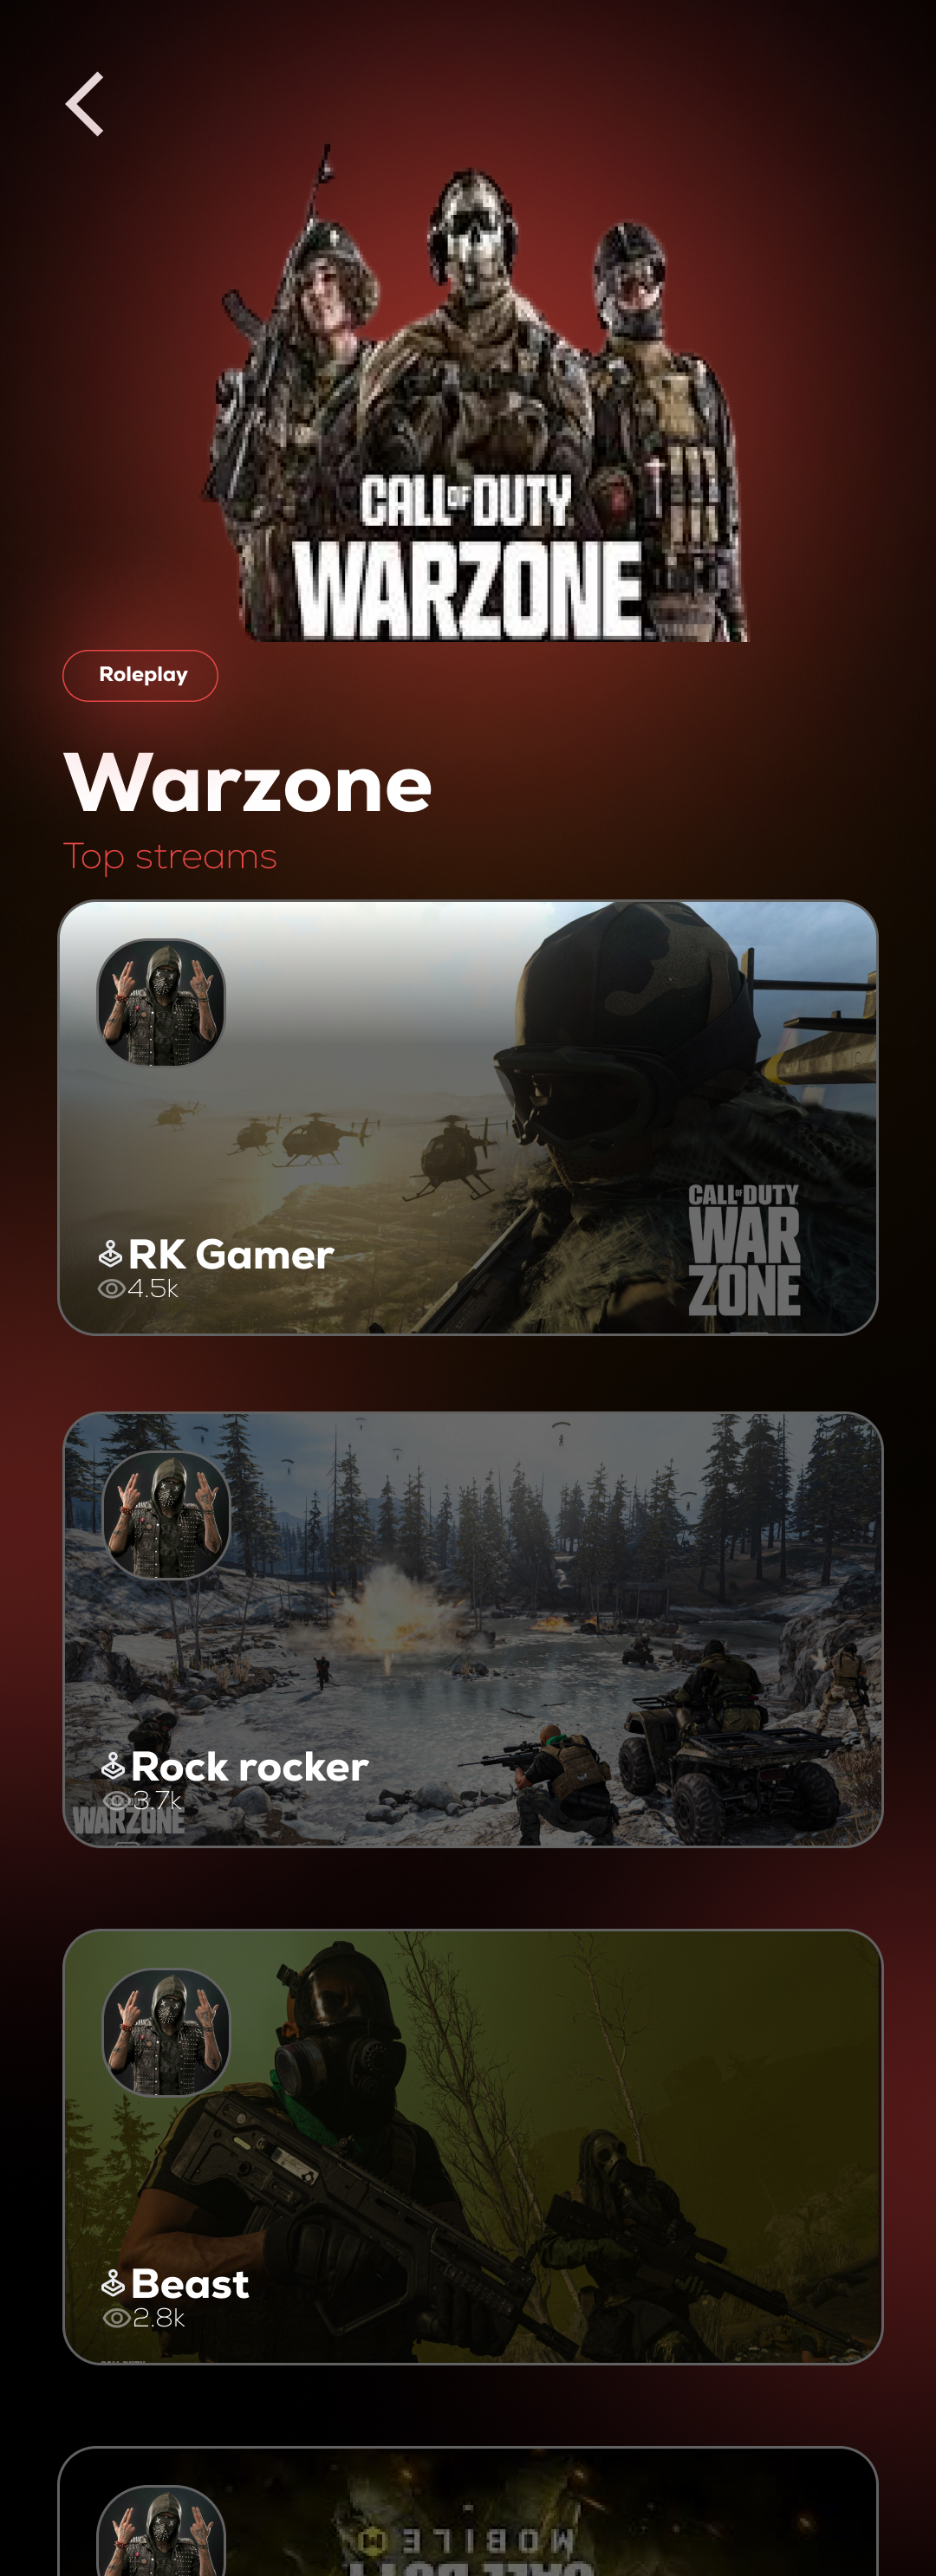 CALL OF DUTY
WARZONE
Roleplay
Warzone
Top streams
CALL OF DUTY
WAR
ZONE
RK Gamer
4.5k
Rock rocker
3.7k
WARZONE
Beast
2.8k
MOBILE